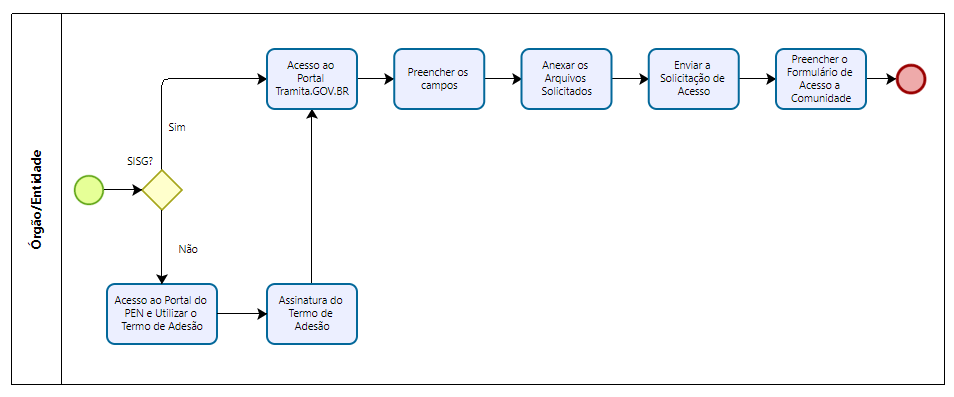 Órgão/Entidade
SISG?
Sim
Não
Acesso ao
Portal
Tramita.GOV.BR
Preencher os
campos
Anexar os
Arquivos
Solicitados
Enviar a
Solicitação de
Acesso
Preencher o
Formulário de
Acesso a
Comunidade
Acesso ao Portal do
PEN e Utilizar o
Termo de Adesão
Assinatura do
Termo de
Adesão